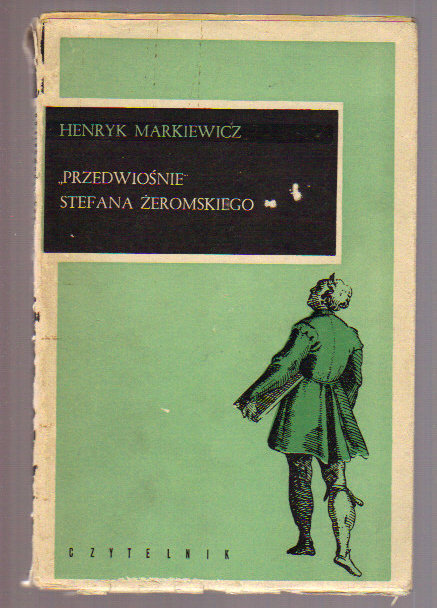 HENRYK MARKIEWICZ
„PRZEDWIOŚNIE”
STEFANA ŻEROMSKIEGO
CZYTELNIK